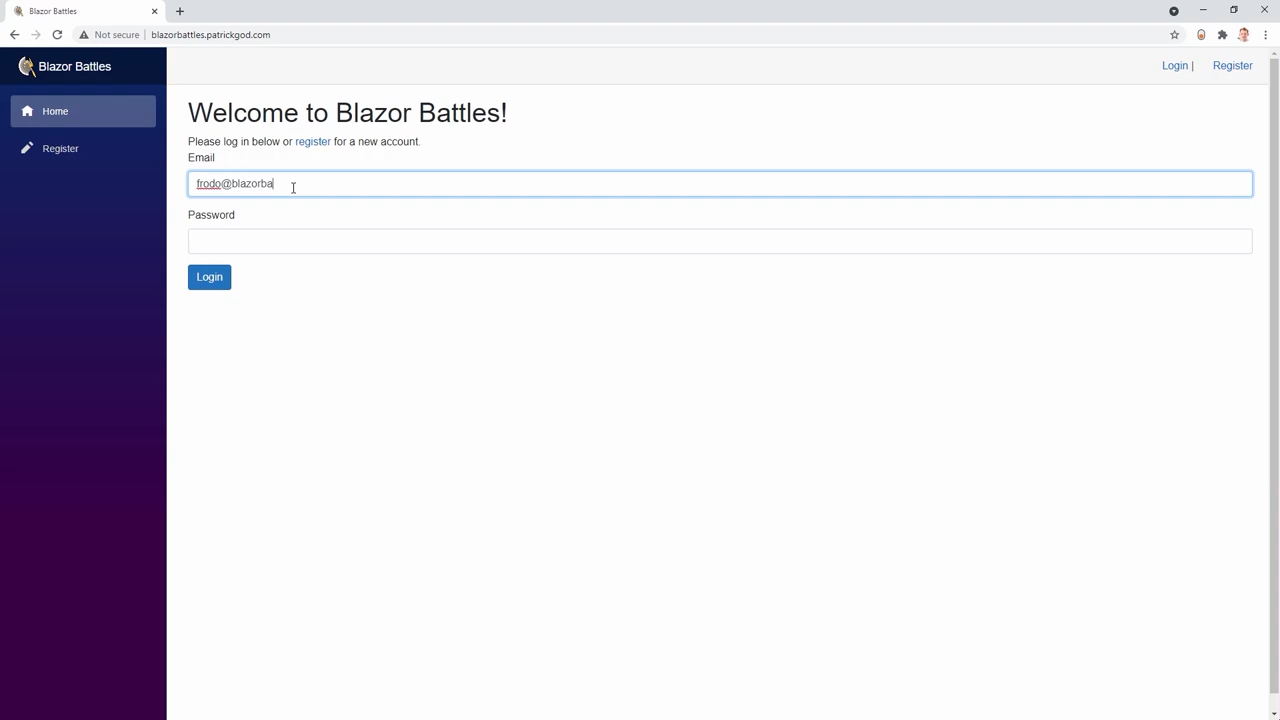 Blazor Battles
Not secure
blazorbattles.patrickgod.com
Blazor Battles
Login |
Register
Home
Register
Welcome to Blazor Battles!
Please log in below or register for a new account.
Email
frodo@blazorba
Password
Login